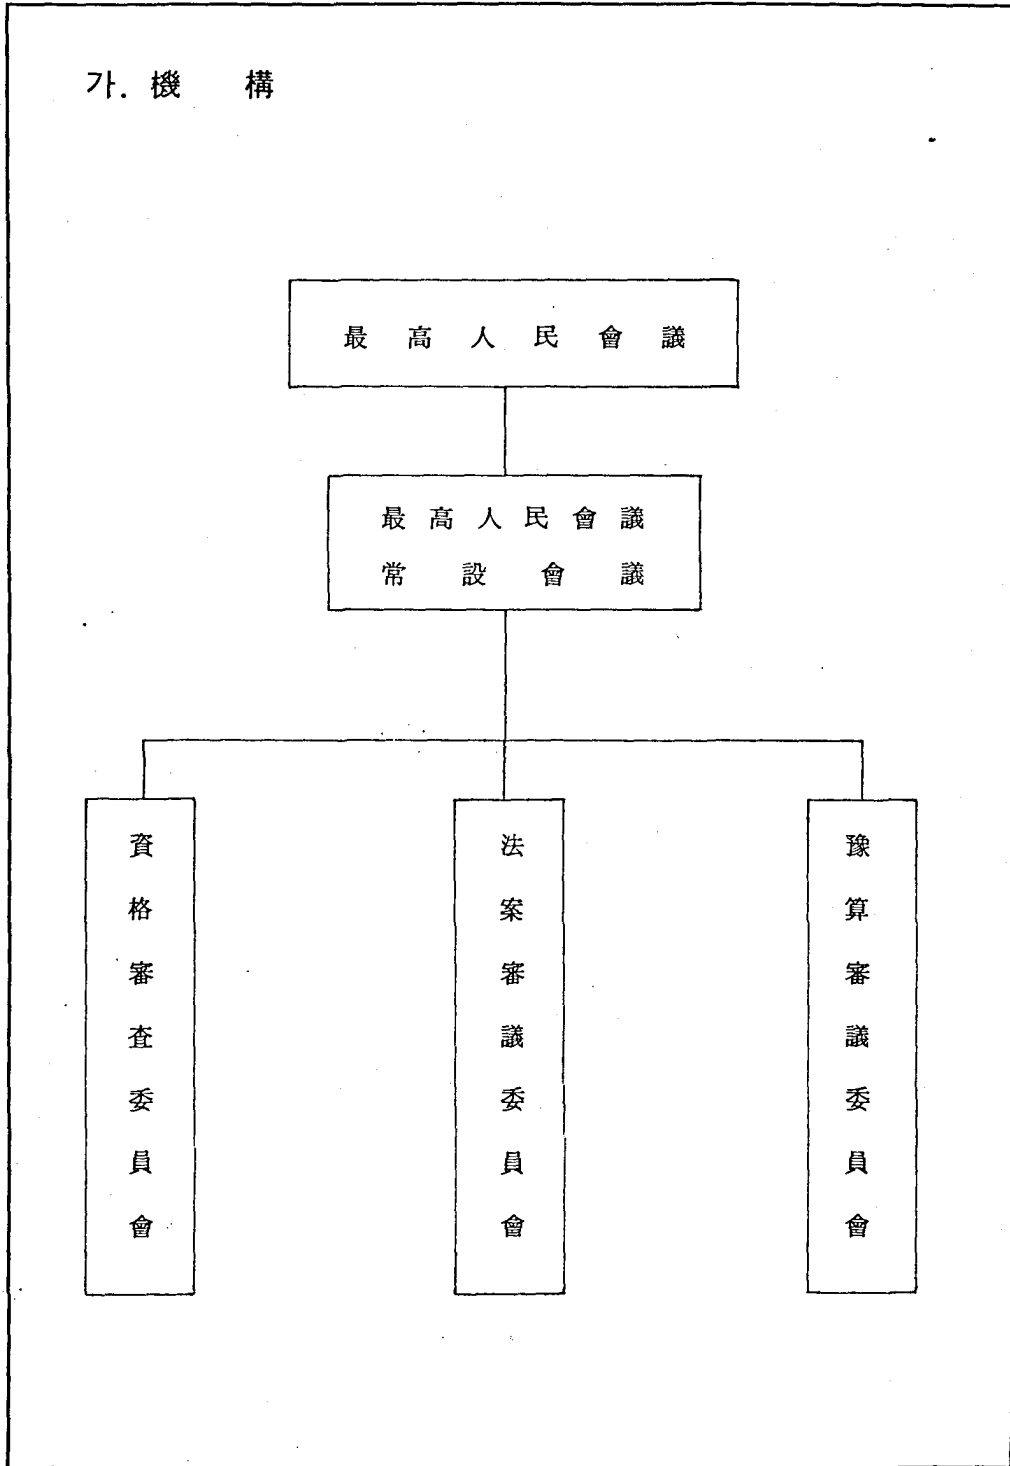 가. 機 構
最高人民會議
最高人民會議
常設會議
資格審査委員會
法案審議委員會
豫算審議委員會